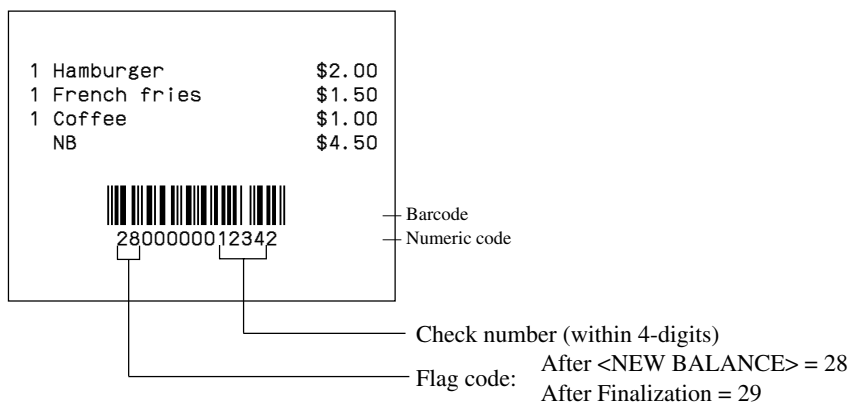 1 Hamburger $2.00
1 French fries $1.50
1 Coffee $1.00
NB $4.50
Barcode
2800000012342
Numeric code
Check number (within 4-digits)
Flag code: After <NEW BALANCE> = 28
After Finalization = 29